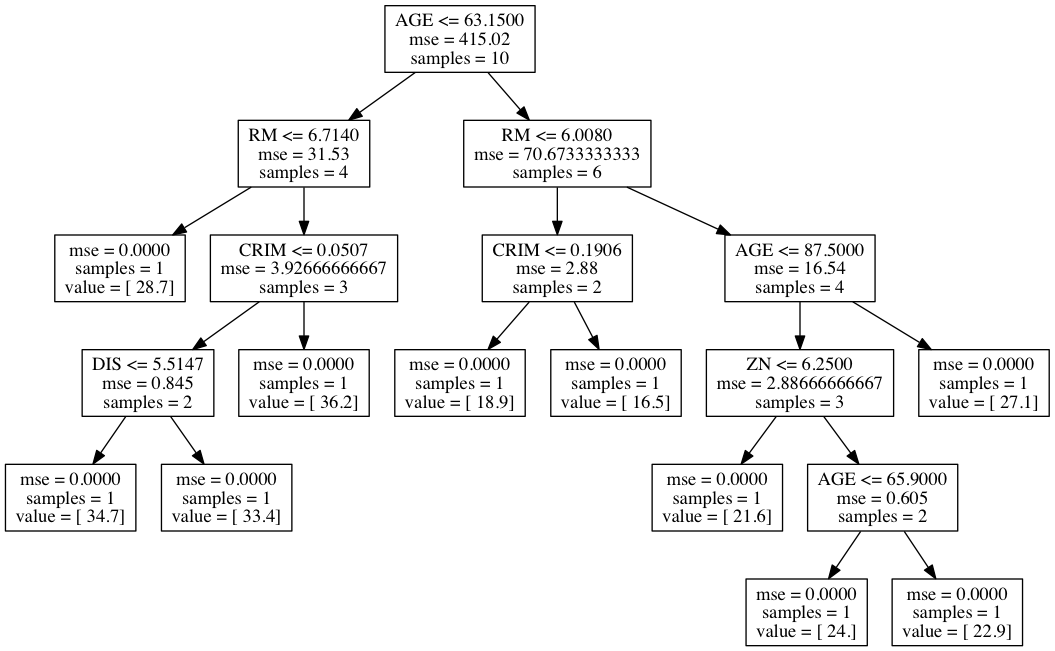 AGE <= 63.1500
mse = 415.02
samples = 10
RM <= 6.7140
mse = 31.53
samples = 4
RM <= 6.0080
mse = 70.6733333333
samples = 6
mse = 0.0000
samples = 1
value = [ 28.7]
CRIM <= 0.0507
mse = 3.92666666667
samples = 3
CRIM <= 0.1906
mse = 2.88
samples = 2
AGE <= 87.5000
mse = 16.54
samples = 4
DIS <= 5.5147
mse = 0.845
samples = 2
mse = 0.0000
samples = 1
value = [ 36.2]
mse = 0.0000
samples = 1
value = [ 18.9]
mse = 0.0000
samples = 1
value = [ 16.5]
ZN <= 6.2500
mse = 2.88666666667
samples = 3
mse = 0.0000
samples = 1
value = [ 27.1]
mse = 0.0000
samples = 1
value = [ 34.7]
mse = 0.0000
samples = 1
value = [ 33.4]
mse = 0.0000
samples = 1
value = [ 21.6]
AGE <= 65.9000
mse = 0.605
samples = 2
mse = 0.0000
samples = 1
value = [ 24.]
mse = 0.0000
samples = 1
value = [ 22.9]